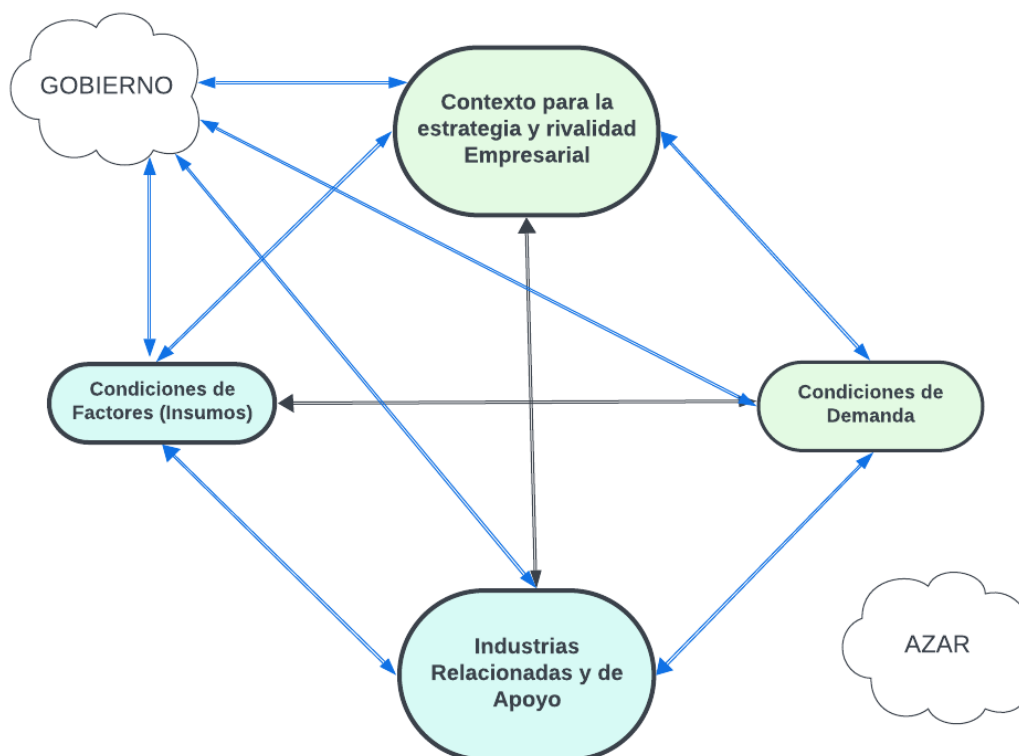 GOBIERNO
Contexto para la
estrategia y rivalidad
Empresarial
Condiciones de
Factores (Insumos)
Condiciones de
Demanda
Industrias
Relacionadas y de
Apoyo
AZAR